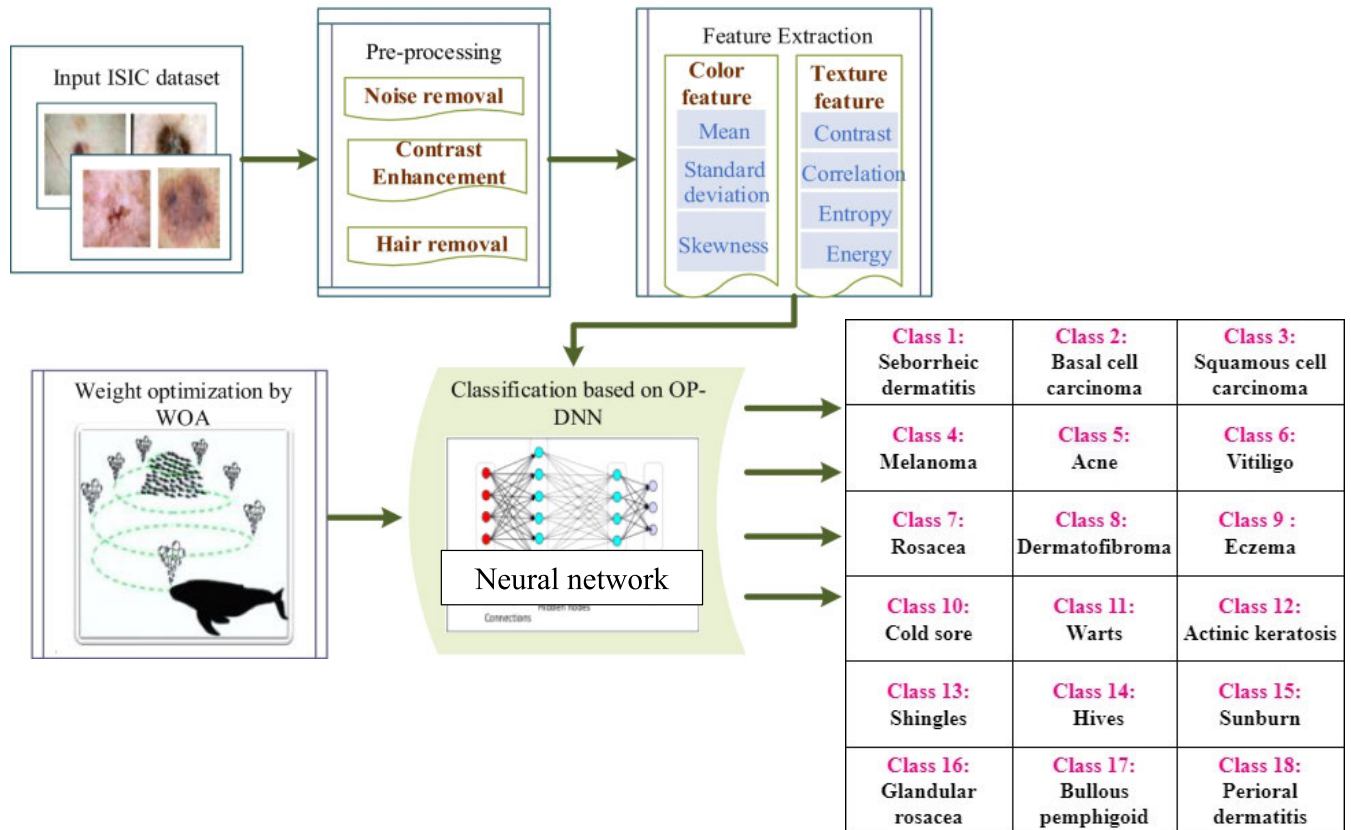 Input ISIC dataset
Pre-processing
Noise removal
Contrast
Enhancement
Hair removal
Feature Extraction
Color
feature
Mean
Standard
deviation
Skewness
Texture
feature
Contrast
Correlation
Entropy
Energy
Weight optimization by
WOA
Classification based on OP-
DNN
Neural network
Hidden nodes
Connections
Class 1:
Seborrheic
dermatitis
Class 2:
Basal cell
carcinoma
Class 3:
Squamous cell
carcinoma
Class 4:
Melanoma
Class 5:
Acne
Class 6:
Vitiligo
Class 7:
Rosacea
Class 8:
Dermatofibroma
Class 9 :
Eczema
Class 10:
Cold sore
Class 11:
Warts
Class 12:
Actinic keratosis
Class 13:
Shingles
Class 14:
Hives
Class 15:
Sunburn
Class 16:
Glandular
rosacea
Class 17:
Bullous
pemphigoid
Class 18:
Perioral
dermatitis